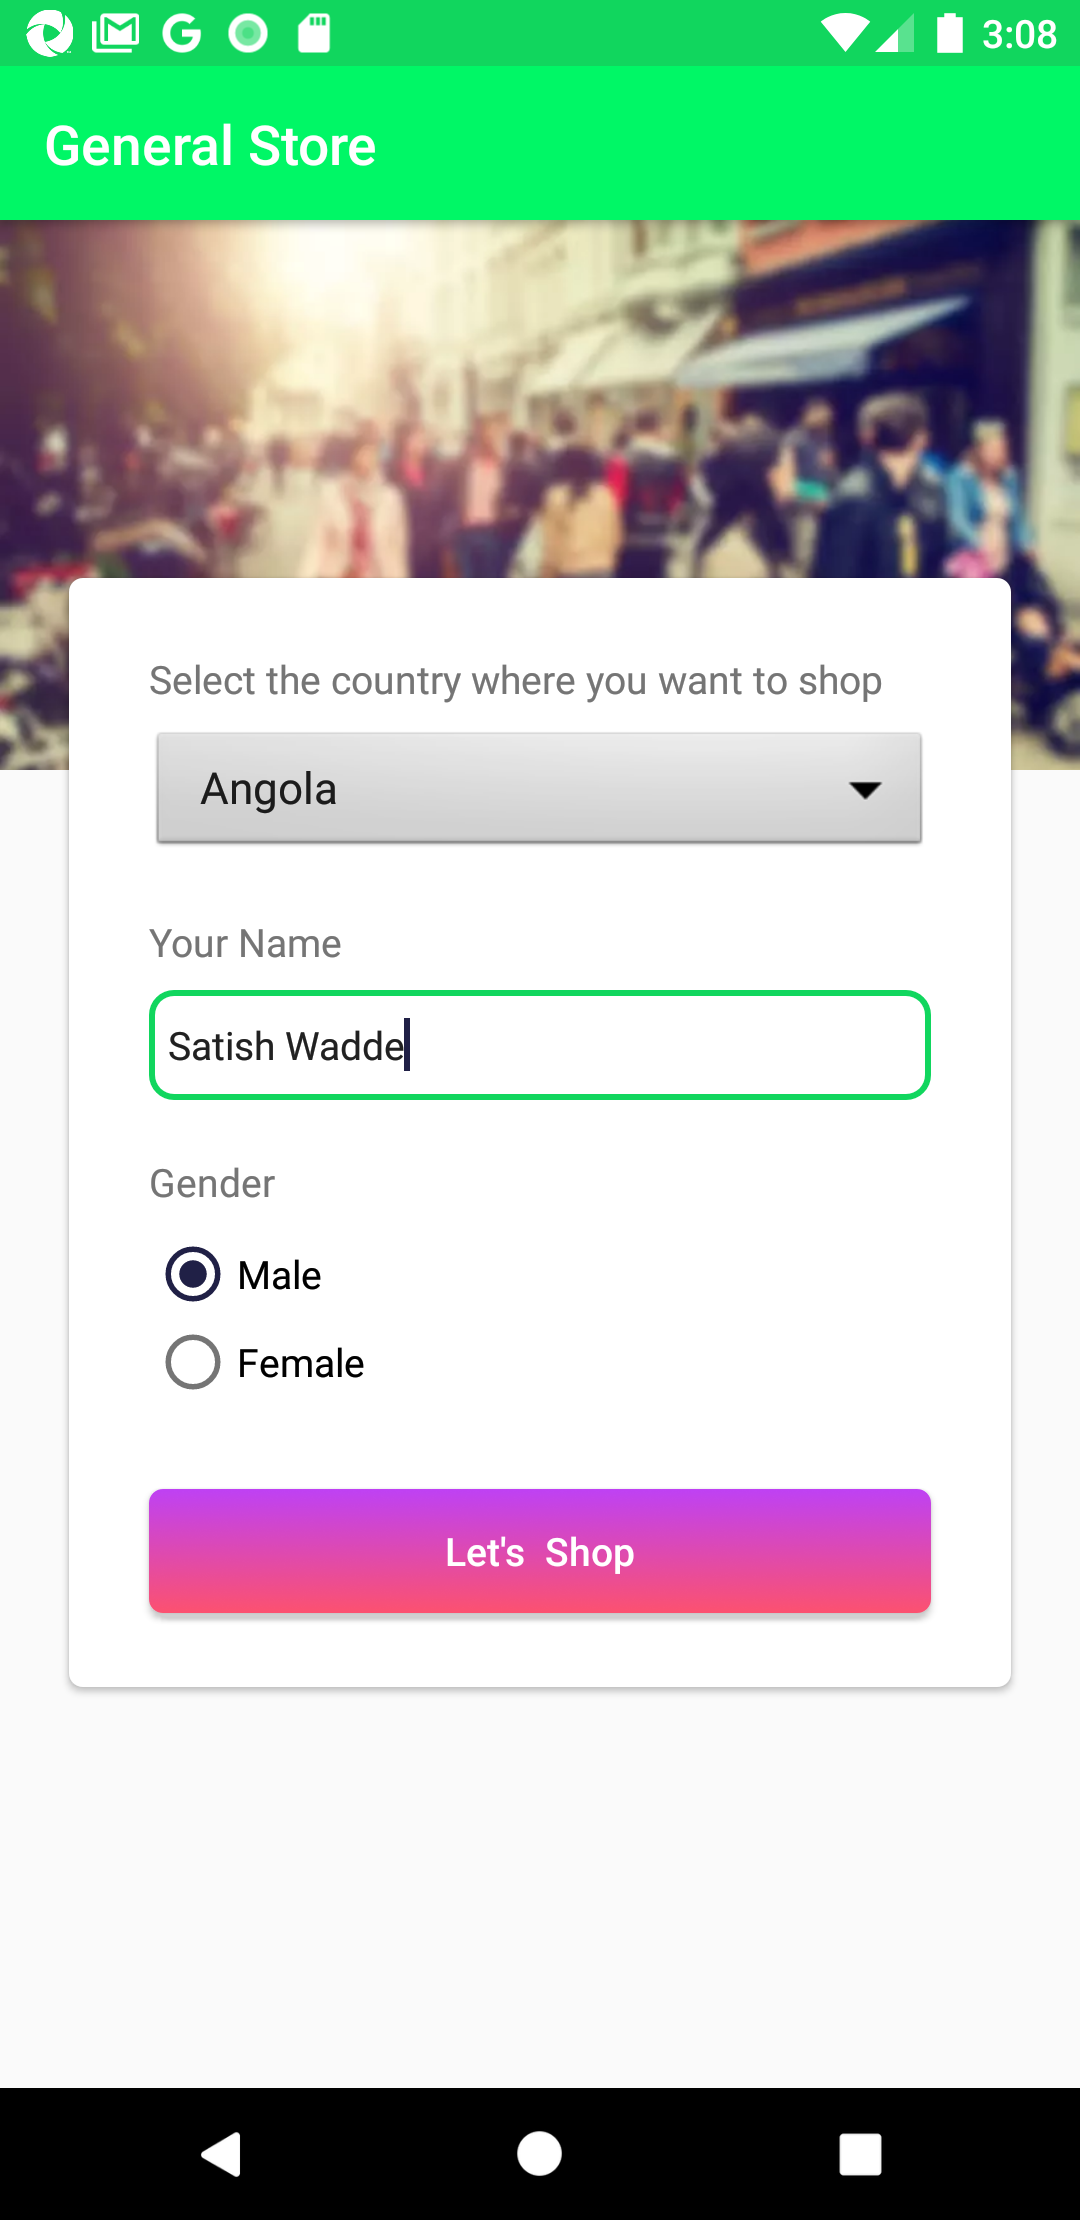 3:08
General Store
Select the country where you want to shop
Angola
Your Name
Satish Wadde
Gender
Male
Female
Let's  Shop